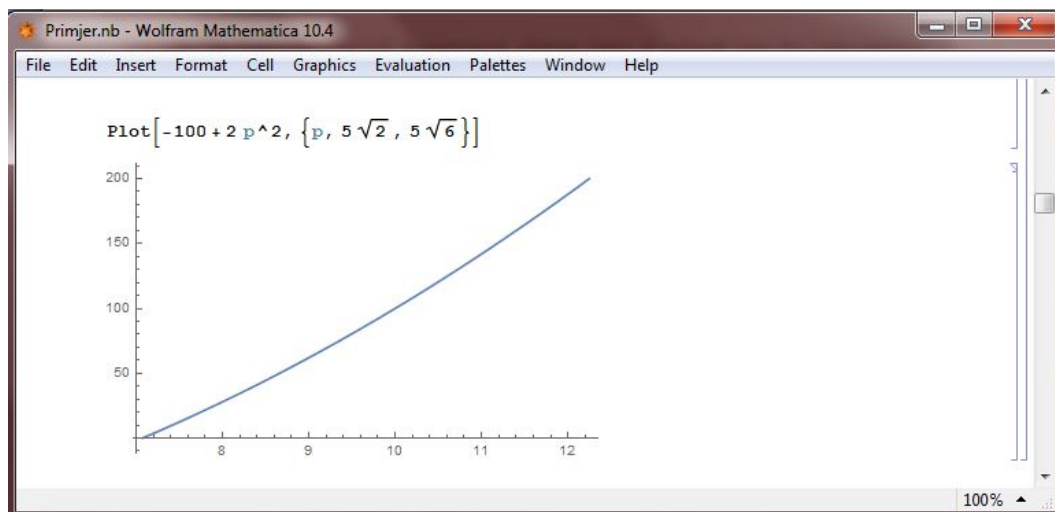 Primjer.nb - Wolfram Mathematica 10.4
File Edit Insert Format Cell Graphics Evaluation Palettes Window Help
Plot[-100 + 2 p^2, {p, 5 √2 , 5 √6 }]
200
150
100
50
8 9 10 11 12
100%